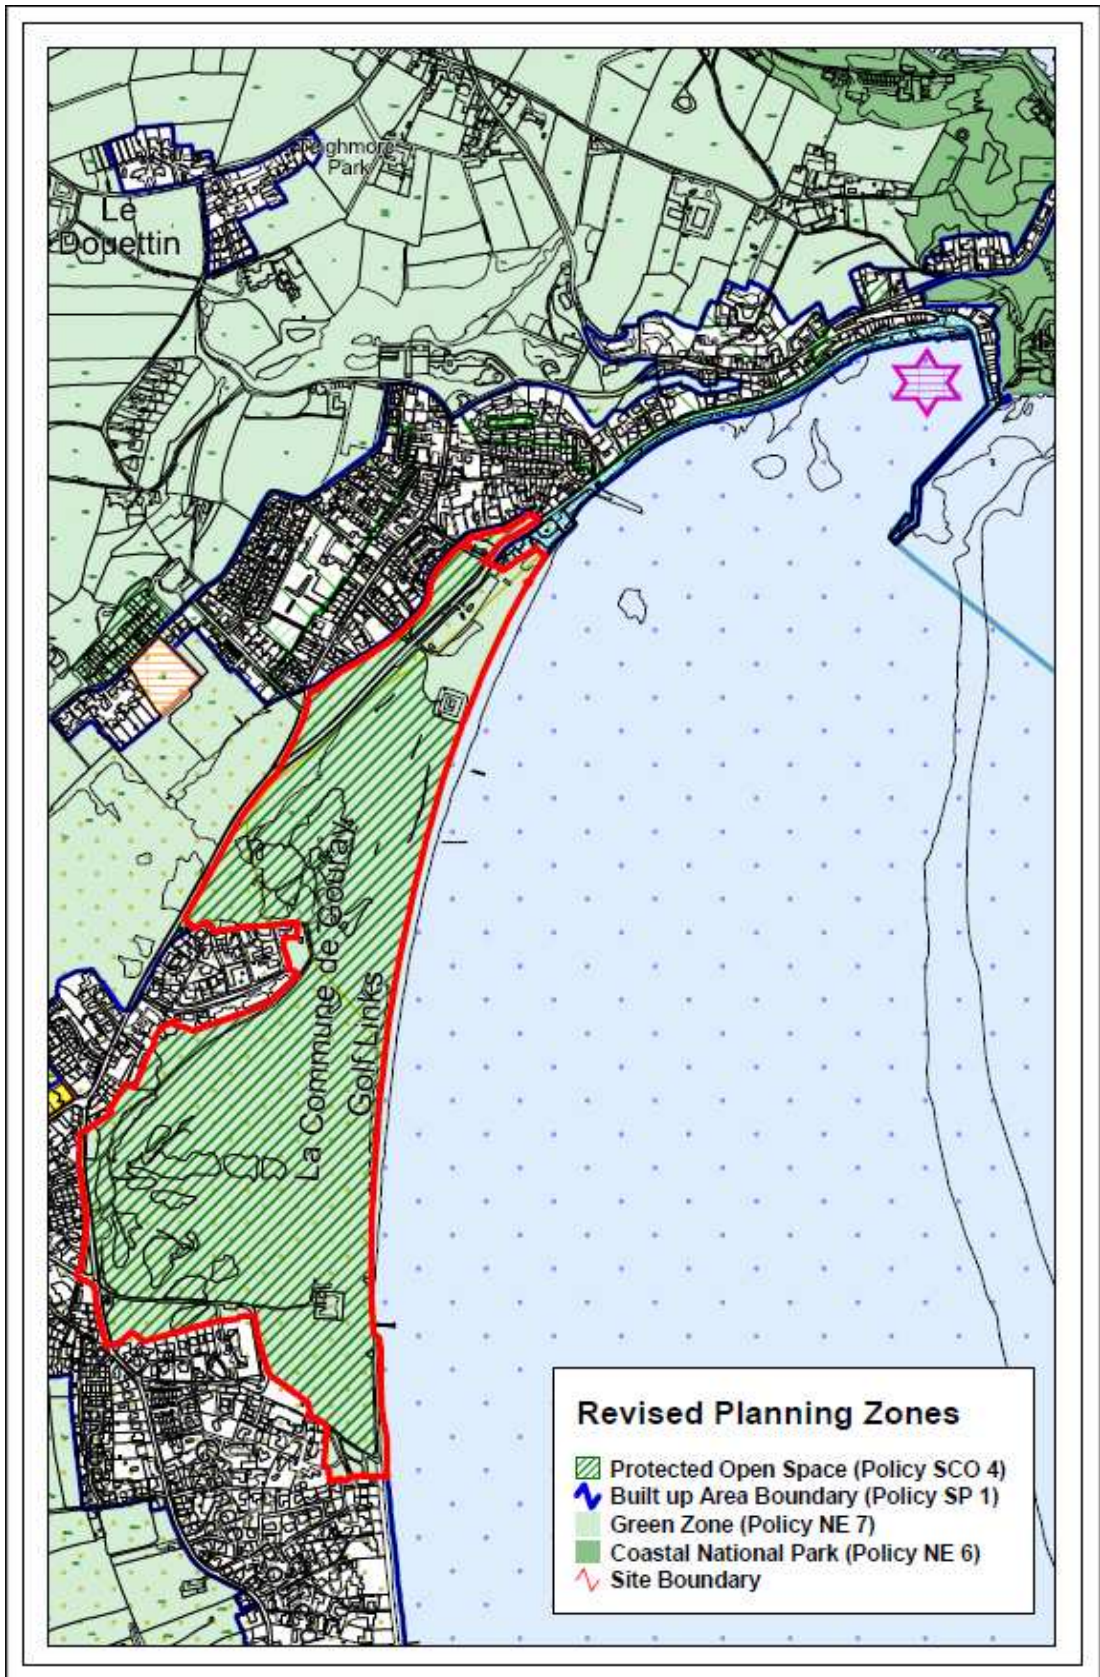 Park
Le
Douettin
La Commune de Gouray
Golf Links
Revised Planning Zones
Protected Open Space (Policy SCO 4)
Built up Area Boundary (Policy SP 1)
Green Zone (Policy NE 7)
Coastal National Park (Policy NE 6)
Site Boundary